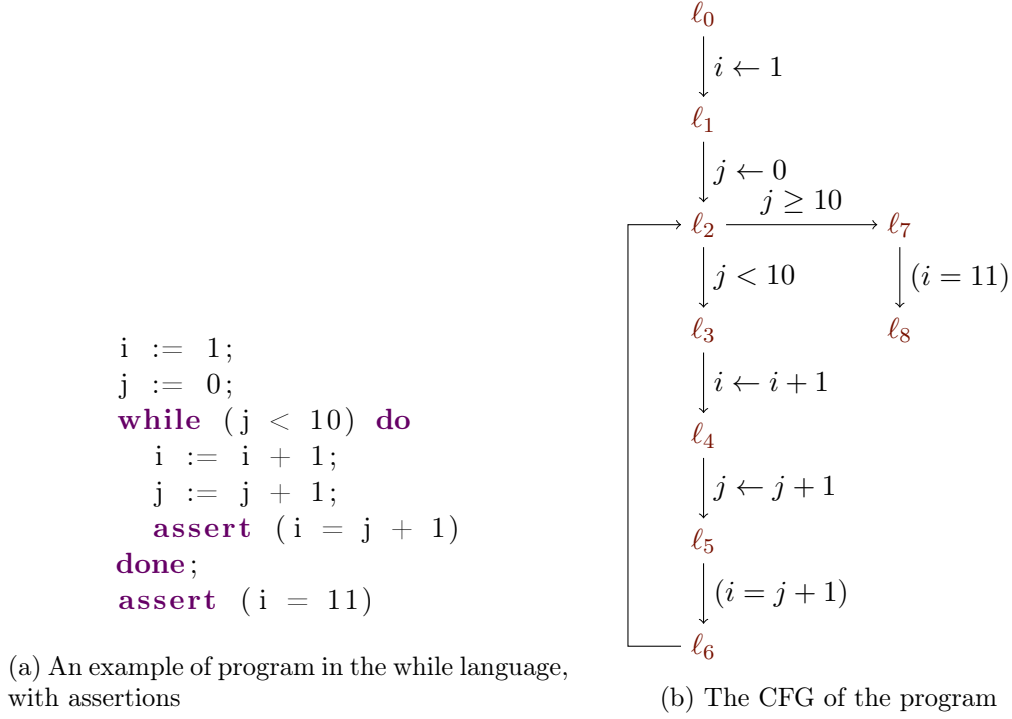 i := 1;
j := 0;
while (j < 10) do
i := i + 1;
j := j + 1;
assert (i = j + 1)
done;
assert (i = 11)
(a) An example of program in the while language,
with assertions
ℓ₀
i ← 1
ℓ₁
j ← 0
ℓ₂ j ≥ 10 ℓ₇
j < 10 (i = 11)
ℓ₃ ℓ₈
i ← i + 1
ℓ₄
j ← j + 1
ℓ₅
(i = j + 1)
ℓ₆
(b) The CFG of the program